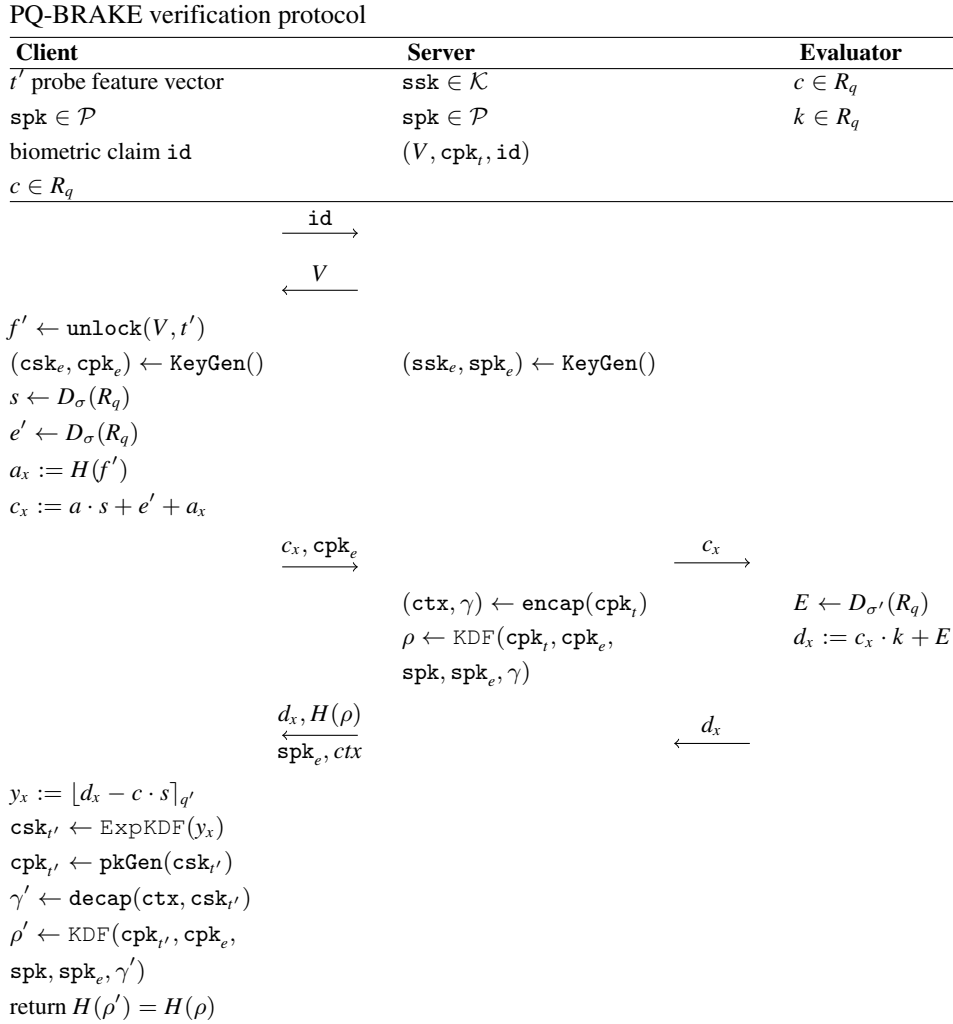 PQ-BRAKE verification protocol
Client Server Evaluator
t′ probe feature vector ssk ∈ 𝒦 c ∈ R_q
spk ∈ 𝒫 spk ∈ 𝒫 k ∈ R_q
biometric claim id (V, cpk_t, id)
c ∈ R_q
id
V
f′ ← unlock(V, t′)
(csk_e, cpk_e) ← KeyGen() (ssk_e, spk_e) ← KeyGen()
s ← D_σ(R_q)
e′ ← D_σ(R_q)
a_x := H(f′)
c_x := a · s + e′ + a_x
c_x, cpk_e c_x
(ctx, γ) ← encap(cpk_t) E ← D_σ′(R_q)
ρ ← KDF(cpk_t, cpk_e, d_x := c_x · k + E
spk, spk_e, γ)
d_x, H(ρ) d_x
spk_e, ctx
y_x := ⌊d_x − c · s⌉_q′
csk_t′ ← ExpKDF(y_x)
cpk_t′ ← pkGen(csk_t′)
γ′ ← decap(ctx, csk_t′)
ρ′ ← KDF(cpk_t′, cpk_e,
spk, spk_e, γ′)
return H(ρ′) = H(ρ)